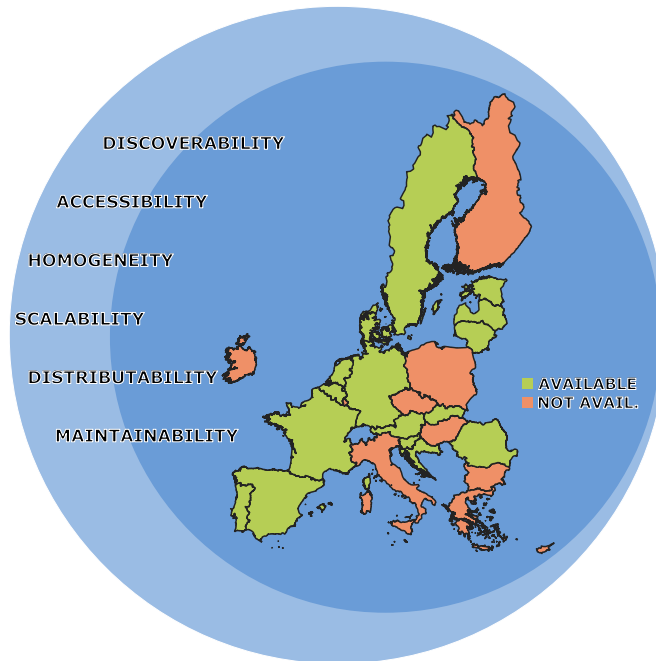 DISCOVERABILITY
ACCESSIBILITY
HOMOGENEITY
SCALABILITY
DISTRIBUTABILITY
MAINTAINABILITY
AVAILABLE
NOT AVAIL.